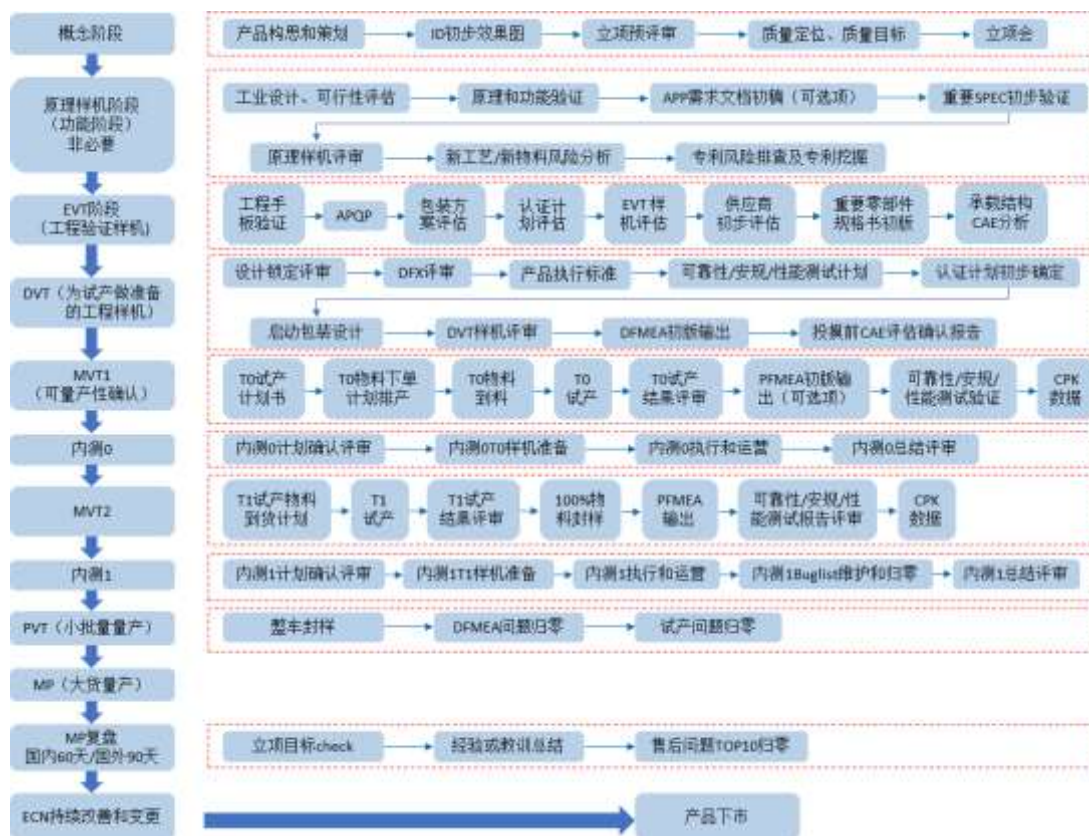 概念阶段
产品构思和策划
ID初步效果图
立项预评审
质量定位、质量目标
立项会
原理样机阶段
（功能阶段）
非必要
工业设计、可行性评估
原理和功能验证
APP需求文档初稿（可选项）
重要SPEC初步验证
原理样机评审
新工艺/新物料风险分析
专利风险排查及专利挖掘
EVT阶段
（工程验证样机）
工程手
板验证
APQP
包装方
案评估
认证计
划评估
EVT样
机评估
供应商
初步评估
重要零部件
规格书初版
承载结构
CAE分析
DVT（为试产做准备
的工程样机）
设计锁定评审
DFX评审
产品执行标准
可靠性/安规/性能测试计划
认证计划初步确定
启动包装设计
DVT样机评审
DFMEA初版输出
投摸前CAE评估确认报告
MVT1
（可量产性确认）
T0试产
计划书
T0物料下单
计划排产
T0物料
到料
T0
试产
T0试产
结果评审
PFMEA初版输
出（可选项）
可靠性/安规/
性能测试验证
CPK
数据
内测0
内测0计划确认评审
内测0T0样机准备
内测0执行和运营
内测0总结评审
MVT2
T1试产物料
到货计划
T1
试产
T1试产
结果评审
100%物
料封样
PFMEA
输出
可靠性/安规/性
能测试报告评审
CPK
数据
内测1
内测1计划确认评审
内测1T1样机准备
内测1执行和运营
内测1Buglist维护和归零
内测1总结评审
PVT（小批量量产）
整车封样
DFMEA问题归零
试产问题归零
MP（大货量产）
MP复盘
国内60天/国外90天
立项目标check
经验或教训总结
售后问题TOP10归零
ECN持续改善和变更
产品下市